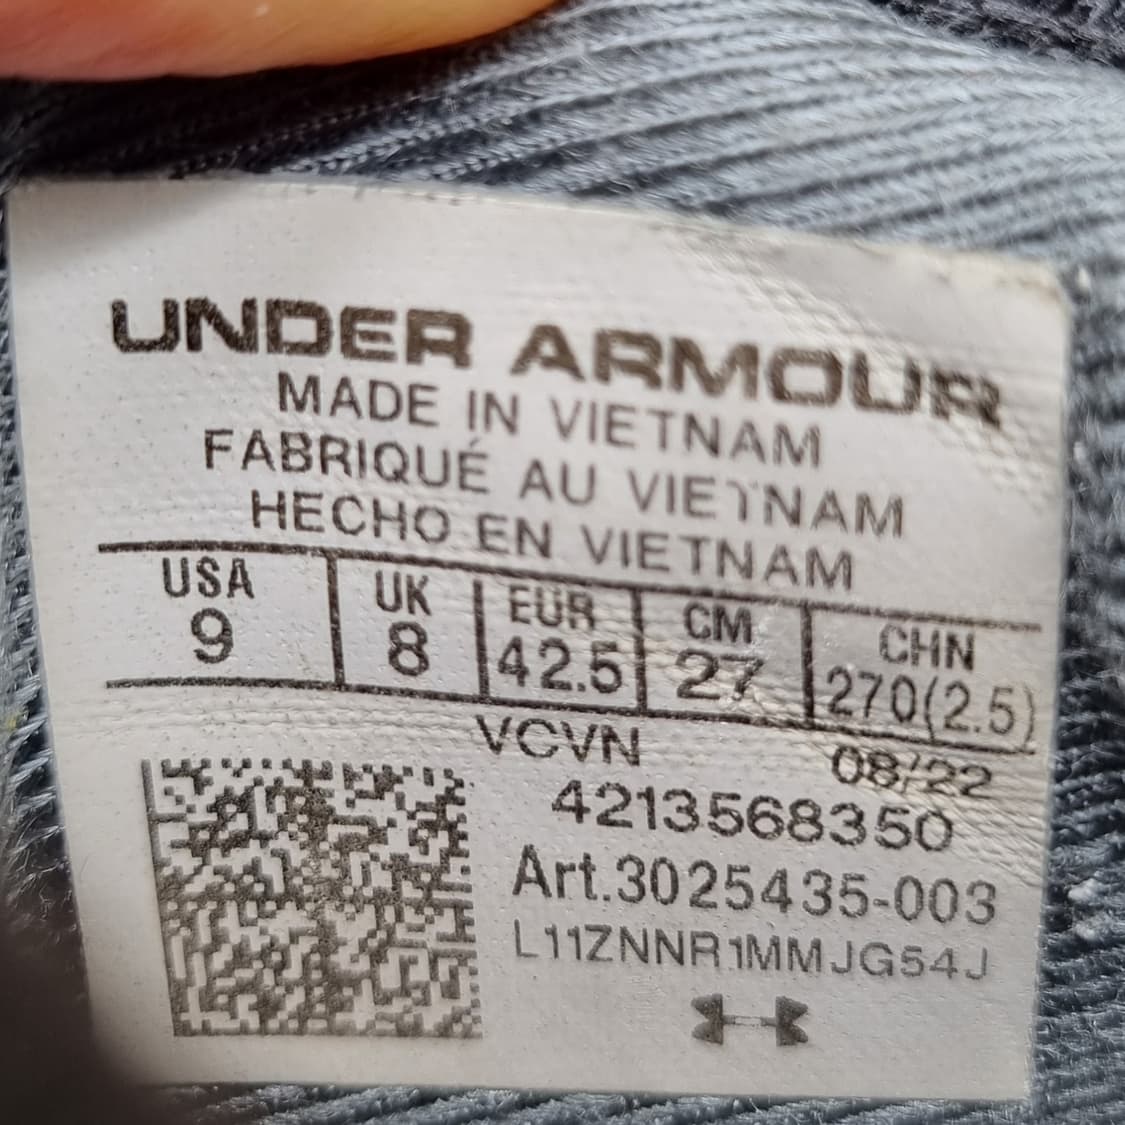 UNDER ARMOUR
MADE IN VIETNAM
FABRIQUÉ AU VIETNAM
HECHO EN VIETNAM
USA UK EUR CM CHN
9 8 42.5 27 270(2.5)
VCVN 08/22
4213568350
Art.3025435-003
L11ZNNR1MMJG54J